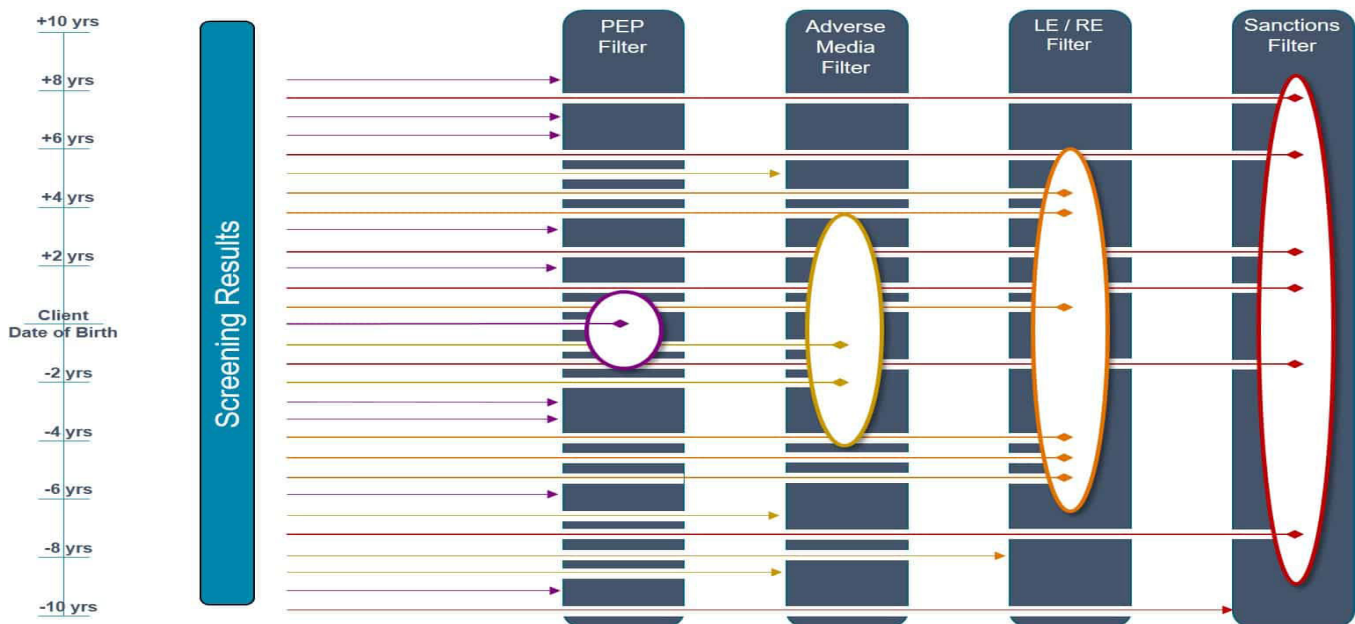 +10 yrs
+8 yrs
+6 yrs
+4 yrs
+2 yrs
Client
Date of Birth
-2 yrs
-4 yrs
-6 yrs
-8 yrs
-10 yrs
Screening Results
PEP
Filter
Adverse
Media
Filter
LE / RE
Filter
Sanctions
Filter